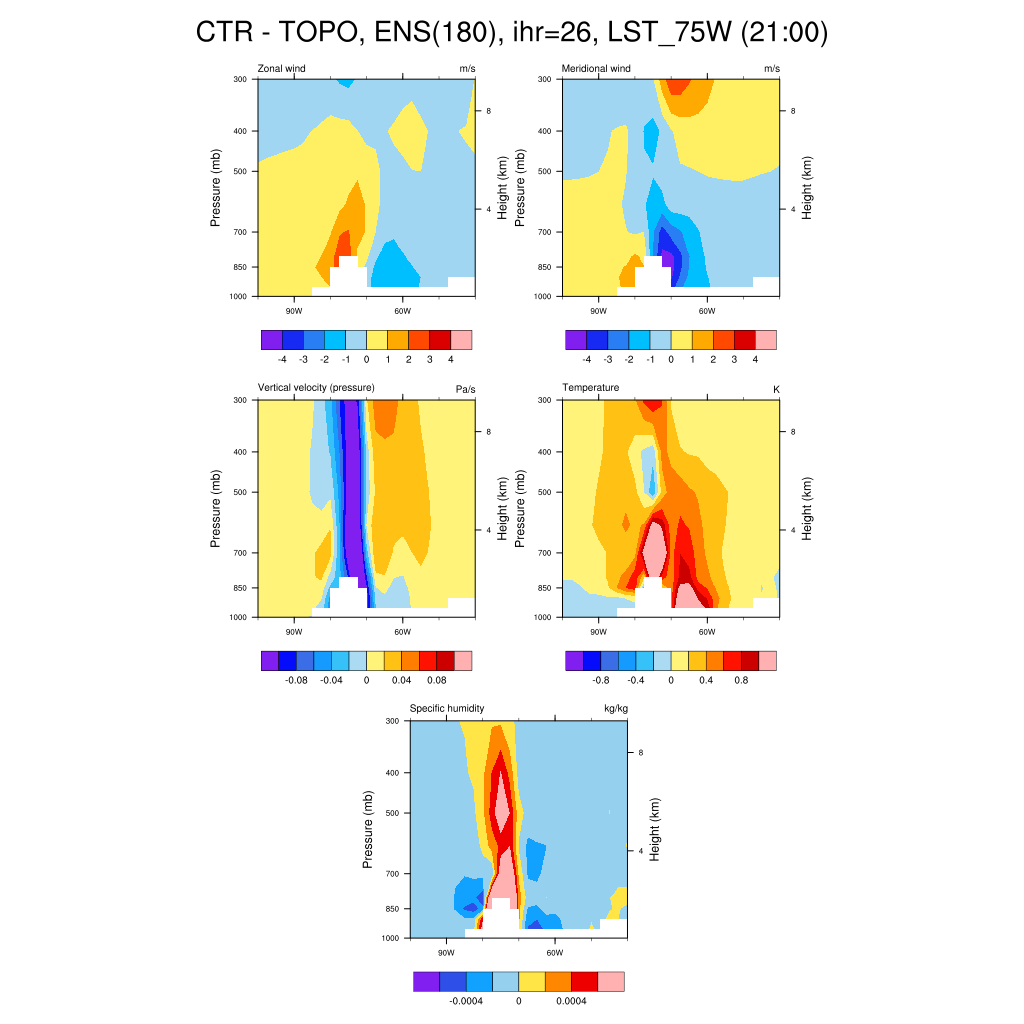 CTR - TOPO, ENS(180), ihr=26, LST_75W (21:00)
Zonal wind m/s
300
400
500
700
850
1000
Pressure (mb)
8
4
Height (km)
90W 60W
-4 -3 -2 -1 0 1 2 3 4
Meridional wind m/s
300
400
500
700
850
1000
Pressure (mb)
8
4
Height (km)
90W 60W
-4 -3 -2 -1 0 1 2 3 4
Vertical velocity (pressure) Pa/s
300
400
500
700
850
1000
Pressure (mb)
8
4
Height (km)
90W 60W
-0.08 -0.04 0 0.04 0.08
Temperature K
300
400
500
700
850
1000
Pressure (mb)
8
4
Height (km)
90W 60W
-0.8 -0.4 0 0.4 0.8
Specific humidity kg/kg
300
400
500
700
850
1000
Pressure (mb)
8
4
Height (km)
90W 60W
-0.0004 0 0.0004